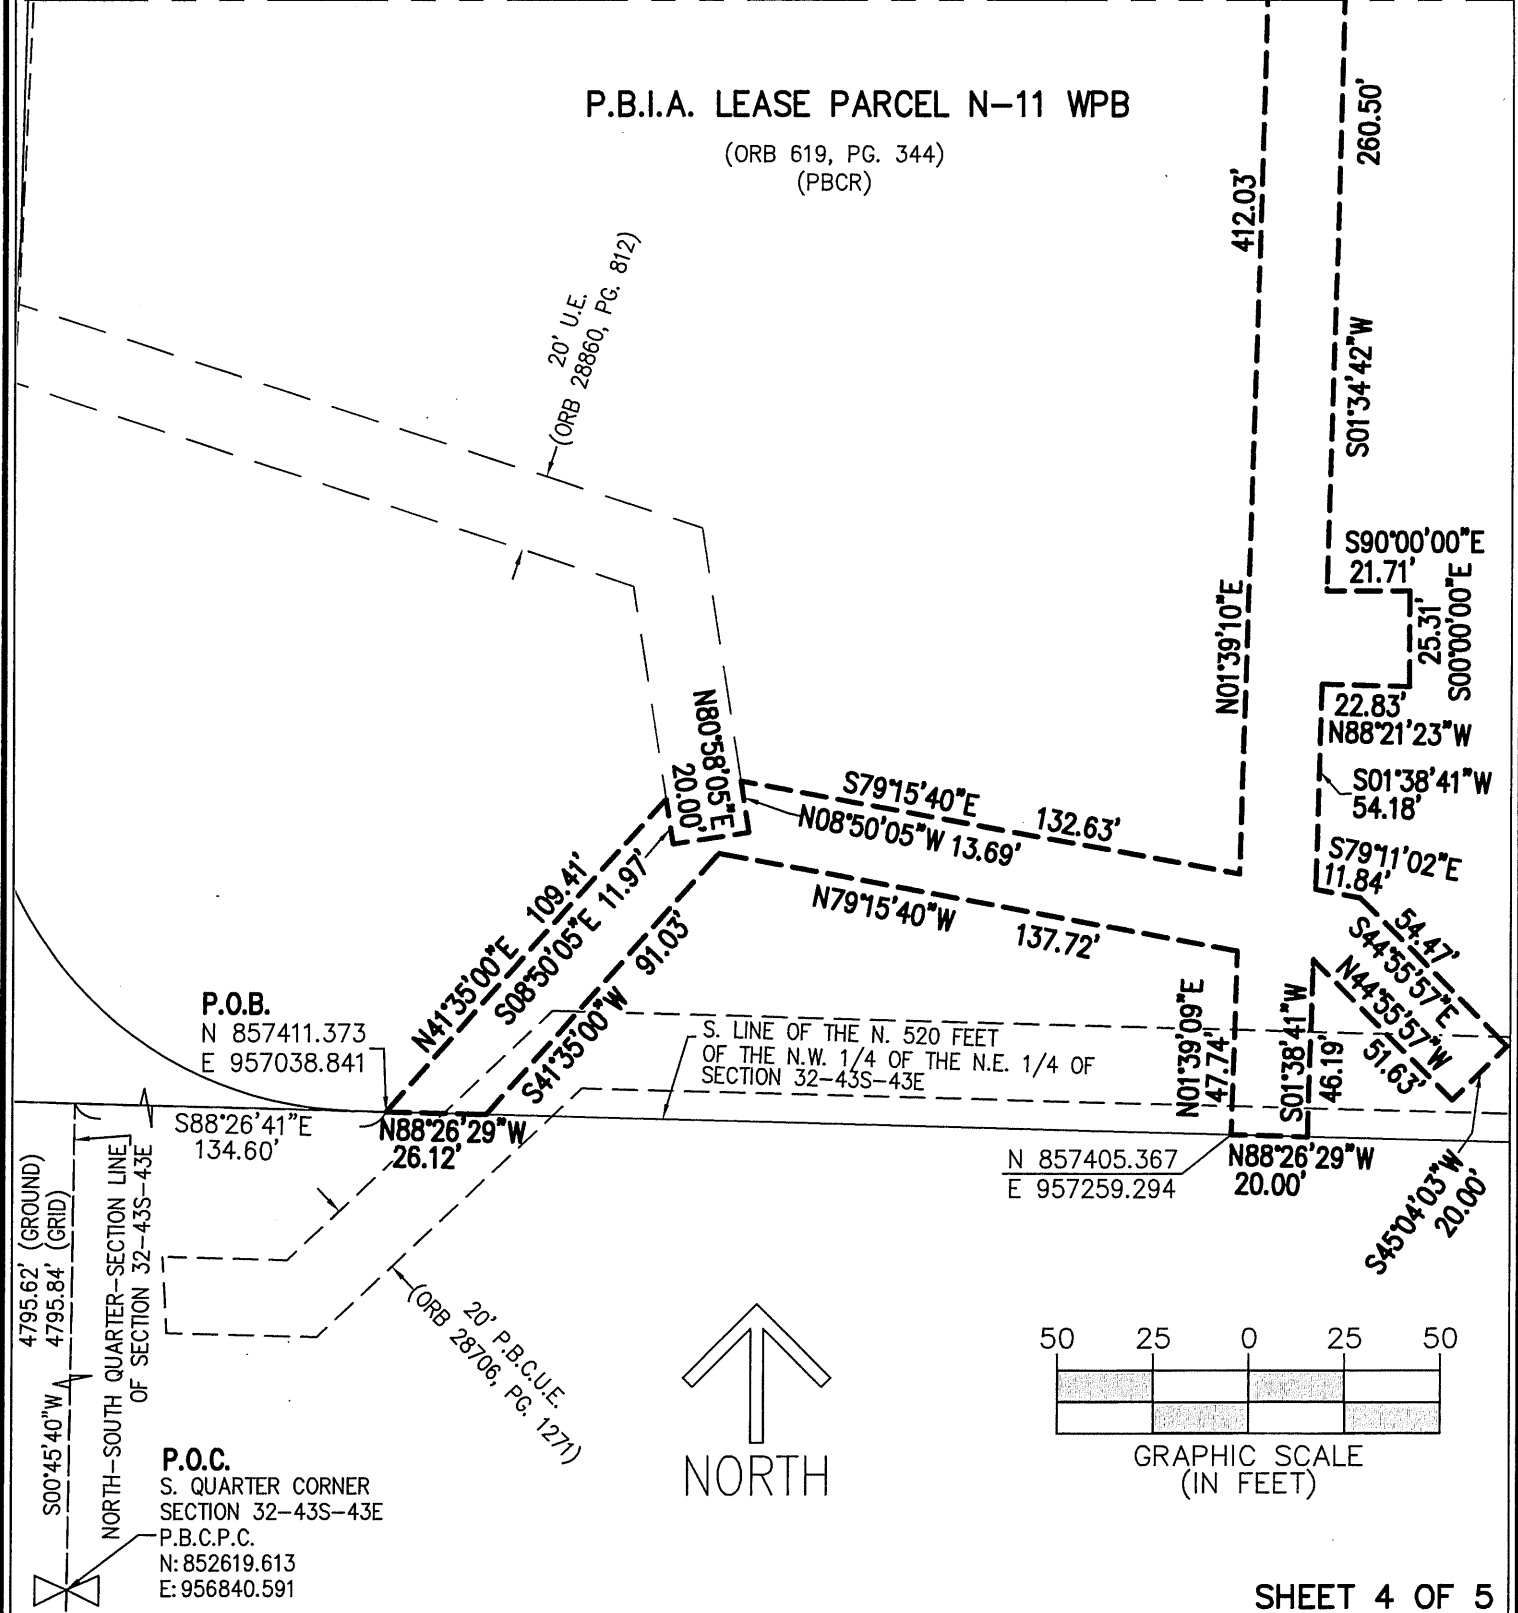 P.B.I.A. LEASE PARCEL N-11 WPB
(ORB 619, PG. 344)
(PBCR)
260.50'
412.03'
20' U.E.
(ORB 28860, PG. 812)
S01°34'42"W
S90°00'00"E
21.71'
25.31'
S00°00'00"E
N01°39'10"E
22.83'
N88°21'23"W
N80°58'05"E
20.00'
S01°38'41"W
54.18'
S79°15'40"E
132.63'
N08°50'05"W 13.69'
S79°11'02"E
11.84'
109.41'
N41°35'00"E
S08°50'05"E 11.97'
N79°15'40"W
137.72'
91.03'
S41°35'00"W
54.47'
S44°55'57"E
N44°55'57"W
51.63'
P.O.B.
N 857411.373
E 957038.841
S. LINE OF THE N. 520 FEET
OF THE N.W. 1/4 OF THE N.E. 1/4 OF
SECTION 32-43S-43E
N01°39'09"E
47.74'
S01°38'41"W
46.19'
S88°26'41"E
134.60'
N88°26'29"W
26.12'
N 857405.367
E 957259.294
N88°26'29"W
20.00'
S45°04'03"W
20.00'
4795.62' (GROUND)
4795.84' (GRID)
S00°45'40"W
NORTH-SOUTH QUARTER-SECTION LINE
OF SECTION 32-43S-43E
20' P.B.C.U.E.
(ORB 28706, PG. 1271)
P.O.C.
S. QUARTER CORNER
SECTION 32-43S-43E
P.B.C.P.C.
N: 852619.613
E: 956840.591
NORTH
50 25 0 25 50
GRAPHIC SCALE
(IN FEET)
SHEET 4 OF 5